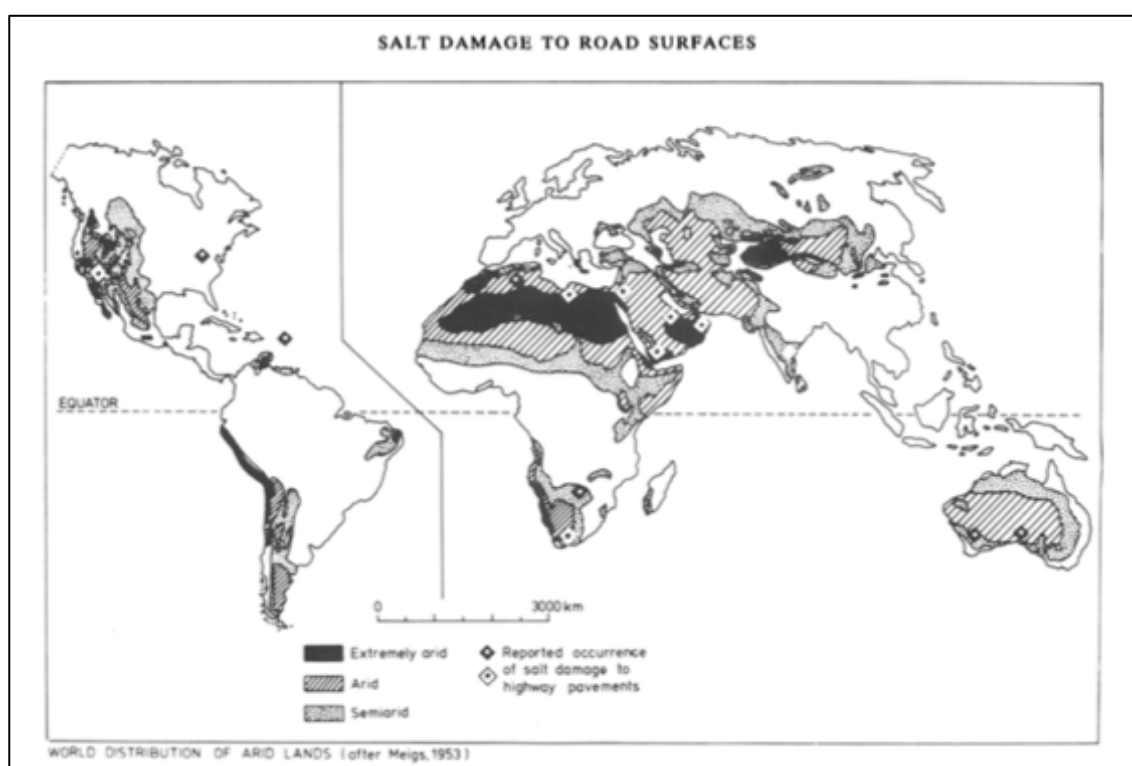 SALT DAMAGE TO ROAD SURFACES
EQUATOR
0 3000 km
Extremely arid
Arid
Semiarid
Reported occurrence
of salt damage to
highway pavements
WORLD DISTRIBUTION OF ARID LANDS (after Meigs, 1953)